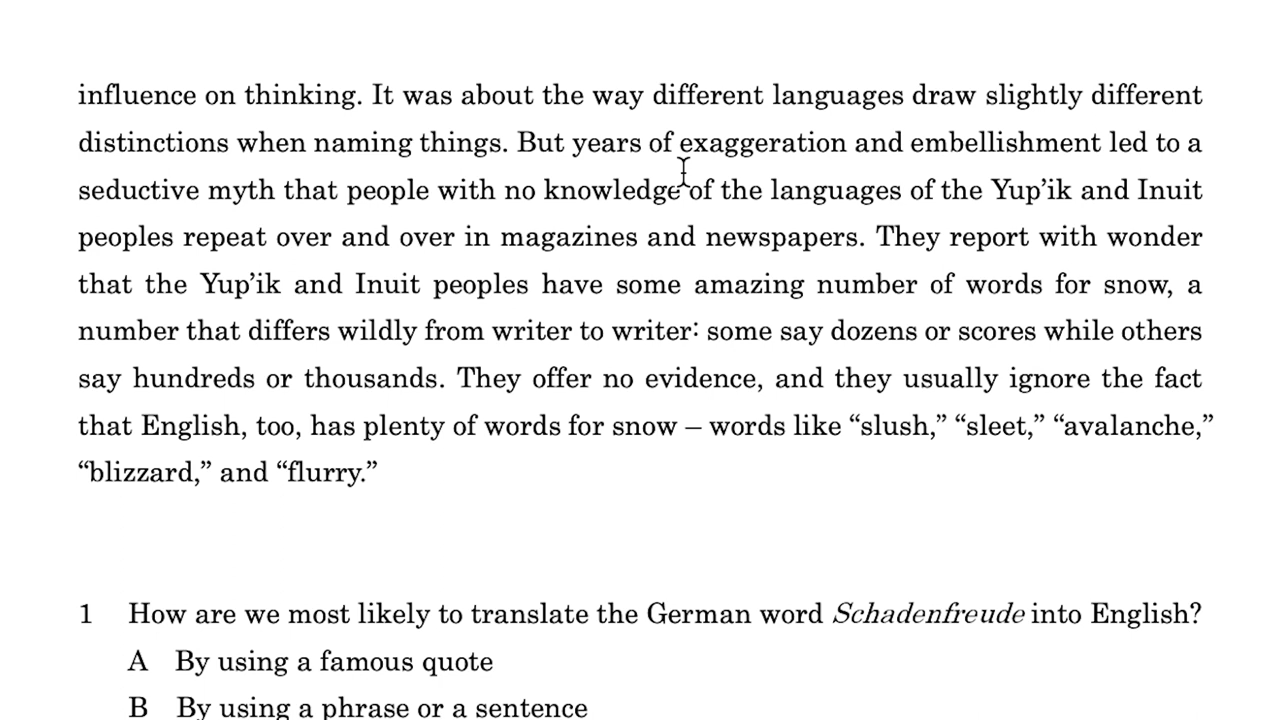 influence on thinking. It was about the way different languages draw slightly different
distinctions when naming things. But years of exaggeration and embellishment led to a
seductive myth that people with no knowledge of the languages of the Yup’ik and Inuit
peoples repeat over and over in magazines and newspapers. They report with wonder
that the Yup’ik and Inuit peoples have some amazing number of words for snow, a
number that differs wildly from writer to writer: some say dozens or scores while others
say hundreds or thousands. They offer no evidence, and they usually ignore the fact
that English, too, has plenty of words for snow – words like “slush,” “sleet,” “avalanche,”
“blizzard,” and “flurry.”
1 How are we most likely to translate the German word Schadenfreude into English?
A By using a famous quote
B By using a phrase or a sentence